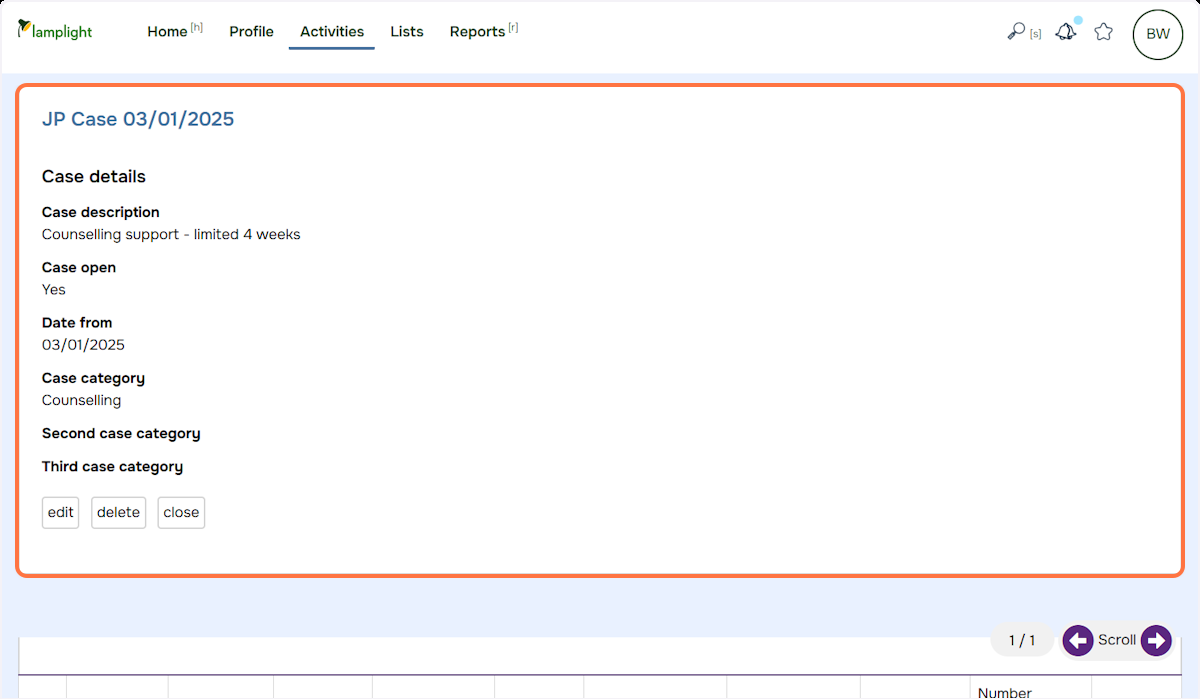 lamplight
Home [h] Profile Activities Lists Reports [r] [s] BW
JP Case 03/01/2025
Case details
Case description
Counselling support - limited 4 weeks
Case open
Yes
Date from
03/01/2025
Case category
Counselling
Second case category
Third case category
edit delete close
1 / 1 Scroll
Number